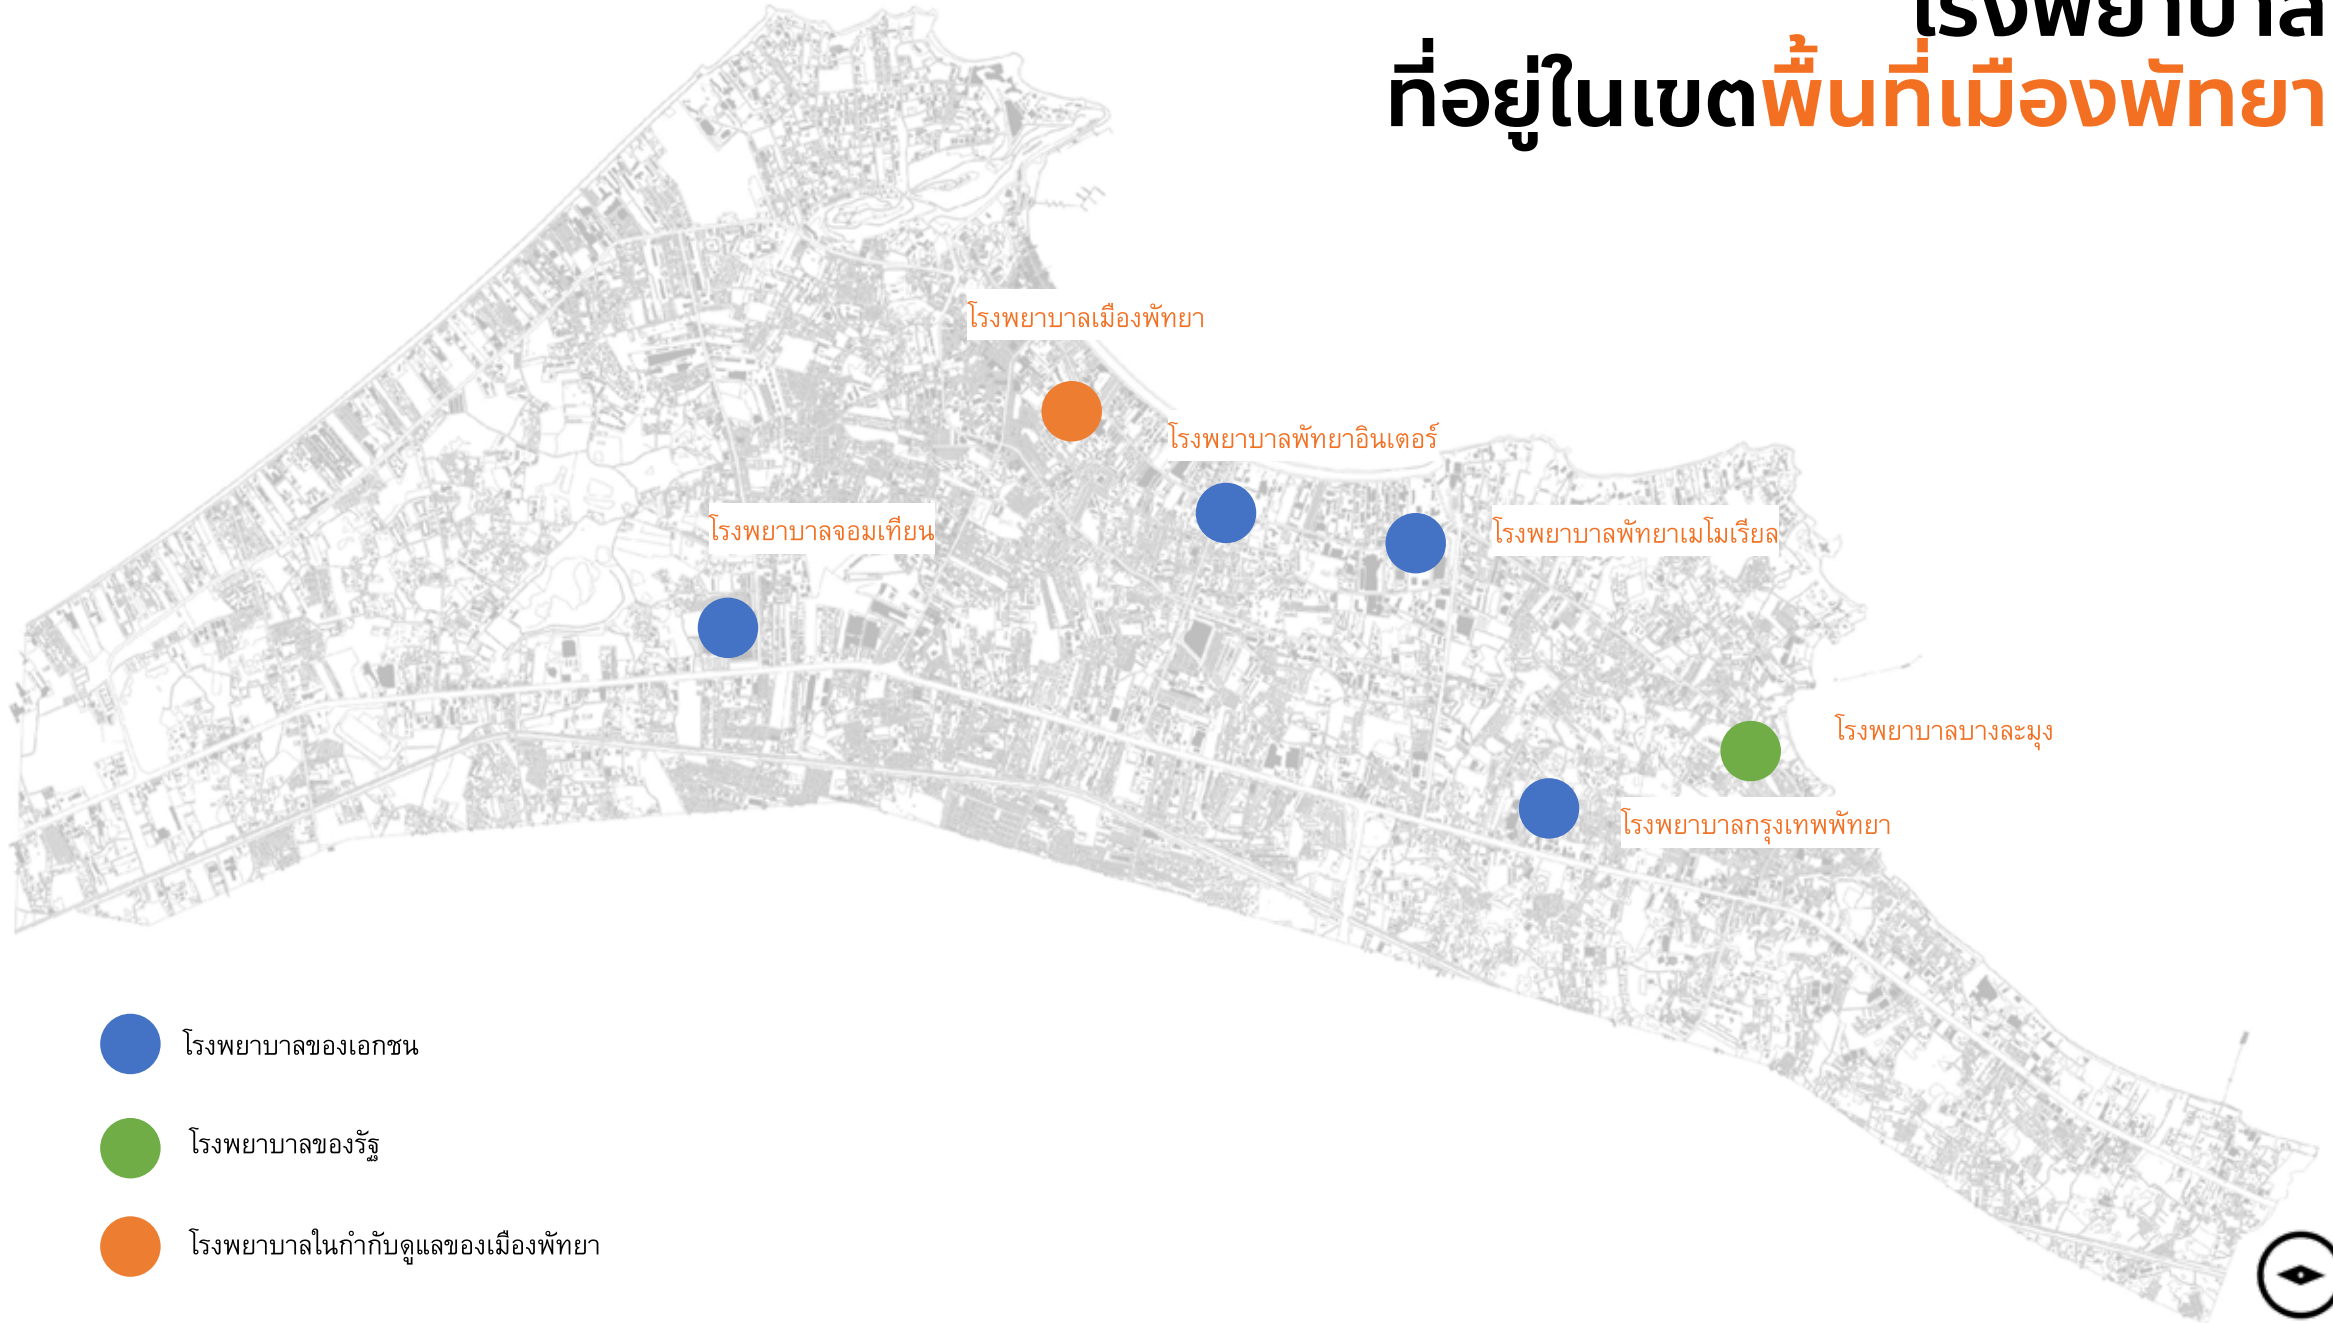 โรงพยาบาล
ที่อยู่ในเขตพื้นที่เมืองพัทยา
โรงพยาบาลเมืองพัทยา
โรงพยาบาลพัทยาอินเตอร์
โรงพยาบาลจอมเทียน
โรงพยาบาลพัทยาเมโมเรียล
โรงพยาบาลบางละมุง
โรงพยาบาลกรุงเทพพัทยา
โรงพยาบาลของเอกชน
โรงพยาบาลของรัฐ
โรงพยาบาลในกำกับดูแลของเมืองพัทยา